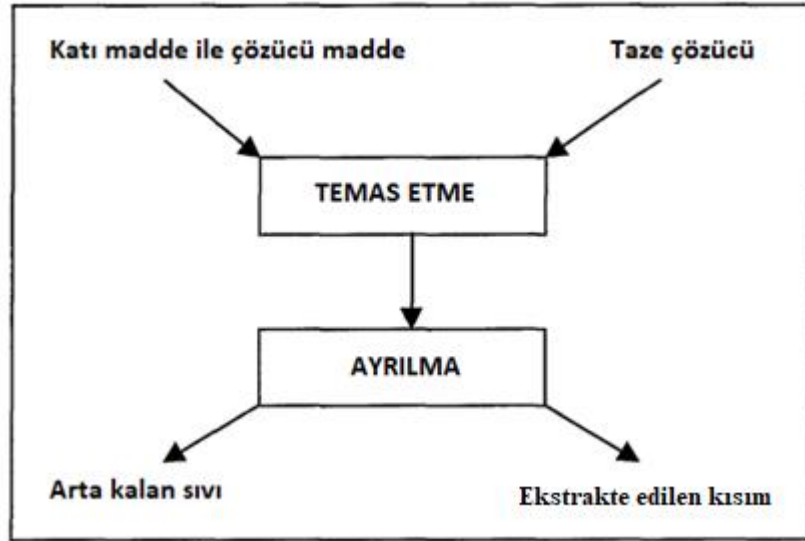 Katı madde ile çözücü madde
Taze çözücü
TEMAS ETME
AYRILMA
Arta kalan sıvı
Ekstrakte edilen kısım